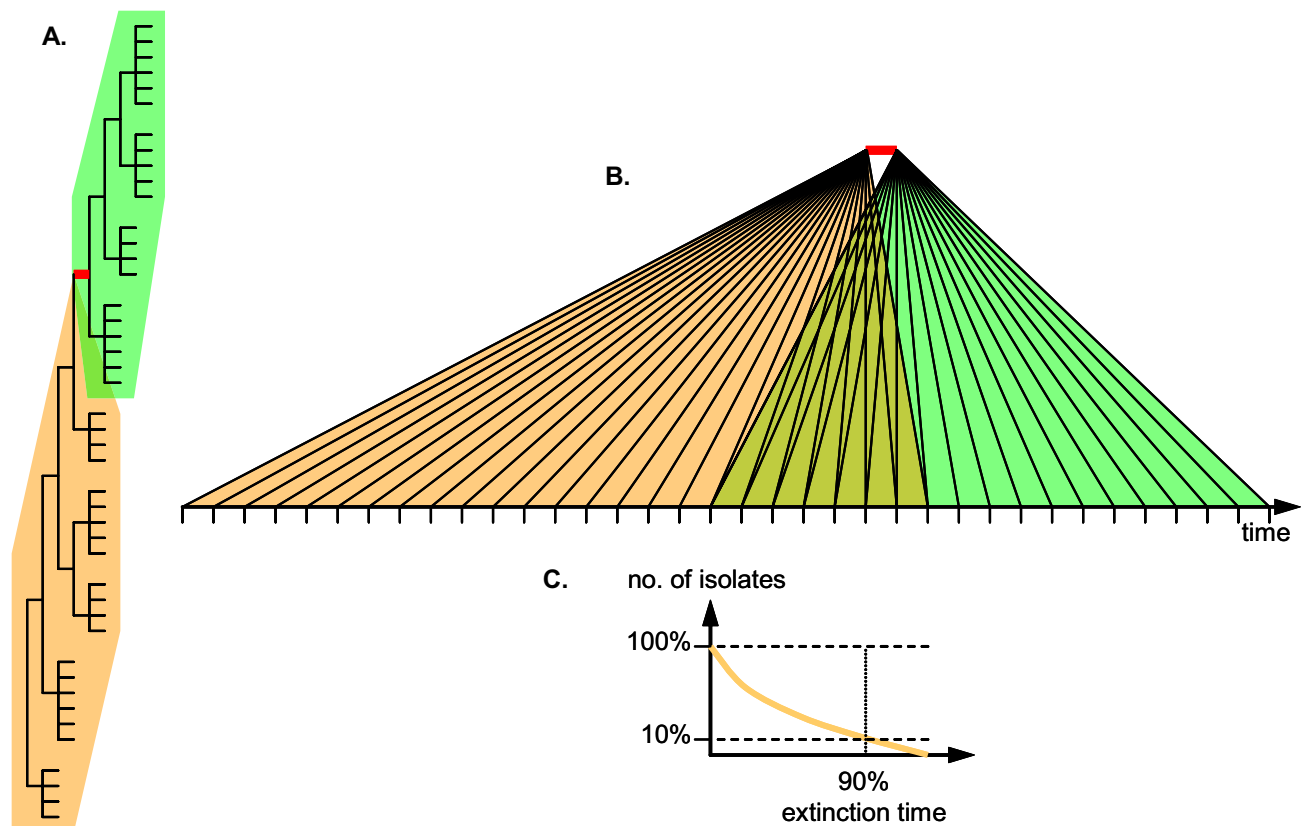 A.
B.
time
C.
no. of isolates
100%
10%
90%
extinction time